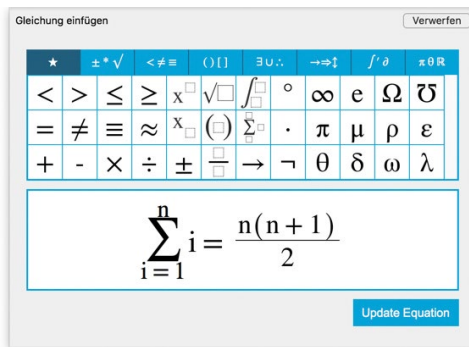 Gleichung einfügen Verwerfen
★ ±*√ <≠≡ ()[] ∃∪∴ →⇒↕ ∫′∂ πθℝ
< > ≤ ≥ x□ √□ ∫□ ° ∞ e Ω ℧
= ≠ ≡ ≈ x□ (□) Σ□ · π μ ρ ε
+ - × ÷ ± □/□ → ¬ θ δ ω λ
n
∑ i = n(n + 1)
i = 1 2
Update Equation